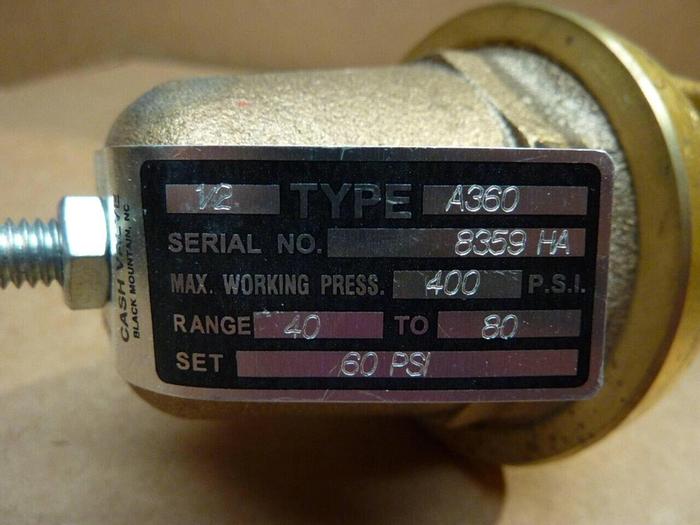 1/2 TYPE A360
SERIAL NO. 8359 HA
MAX. WORKING PRESS. 400 P.S.I.
RANGE 40 TO 80
SET 60 PSI
CASH VALVE
BLACK MOUNTAIN, NC